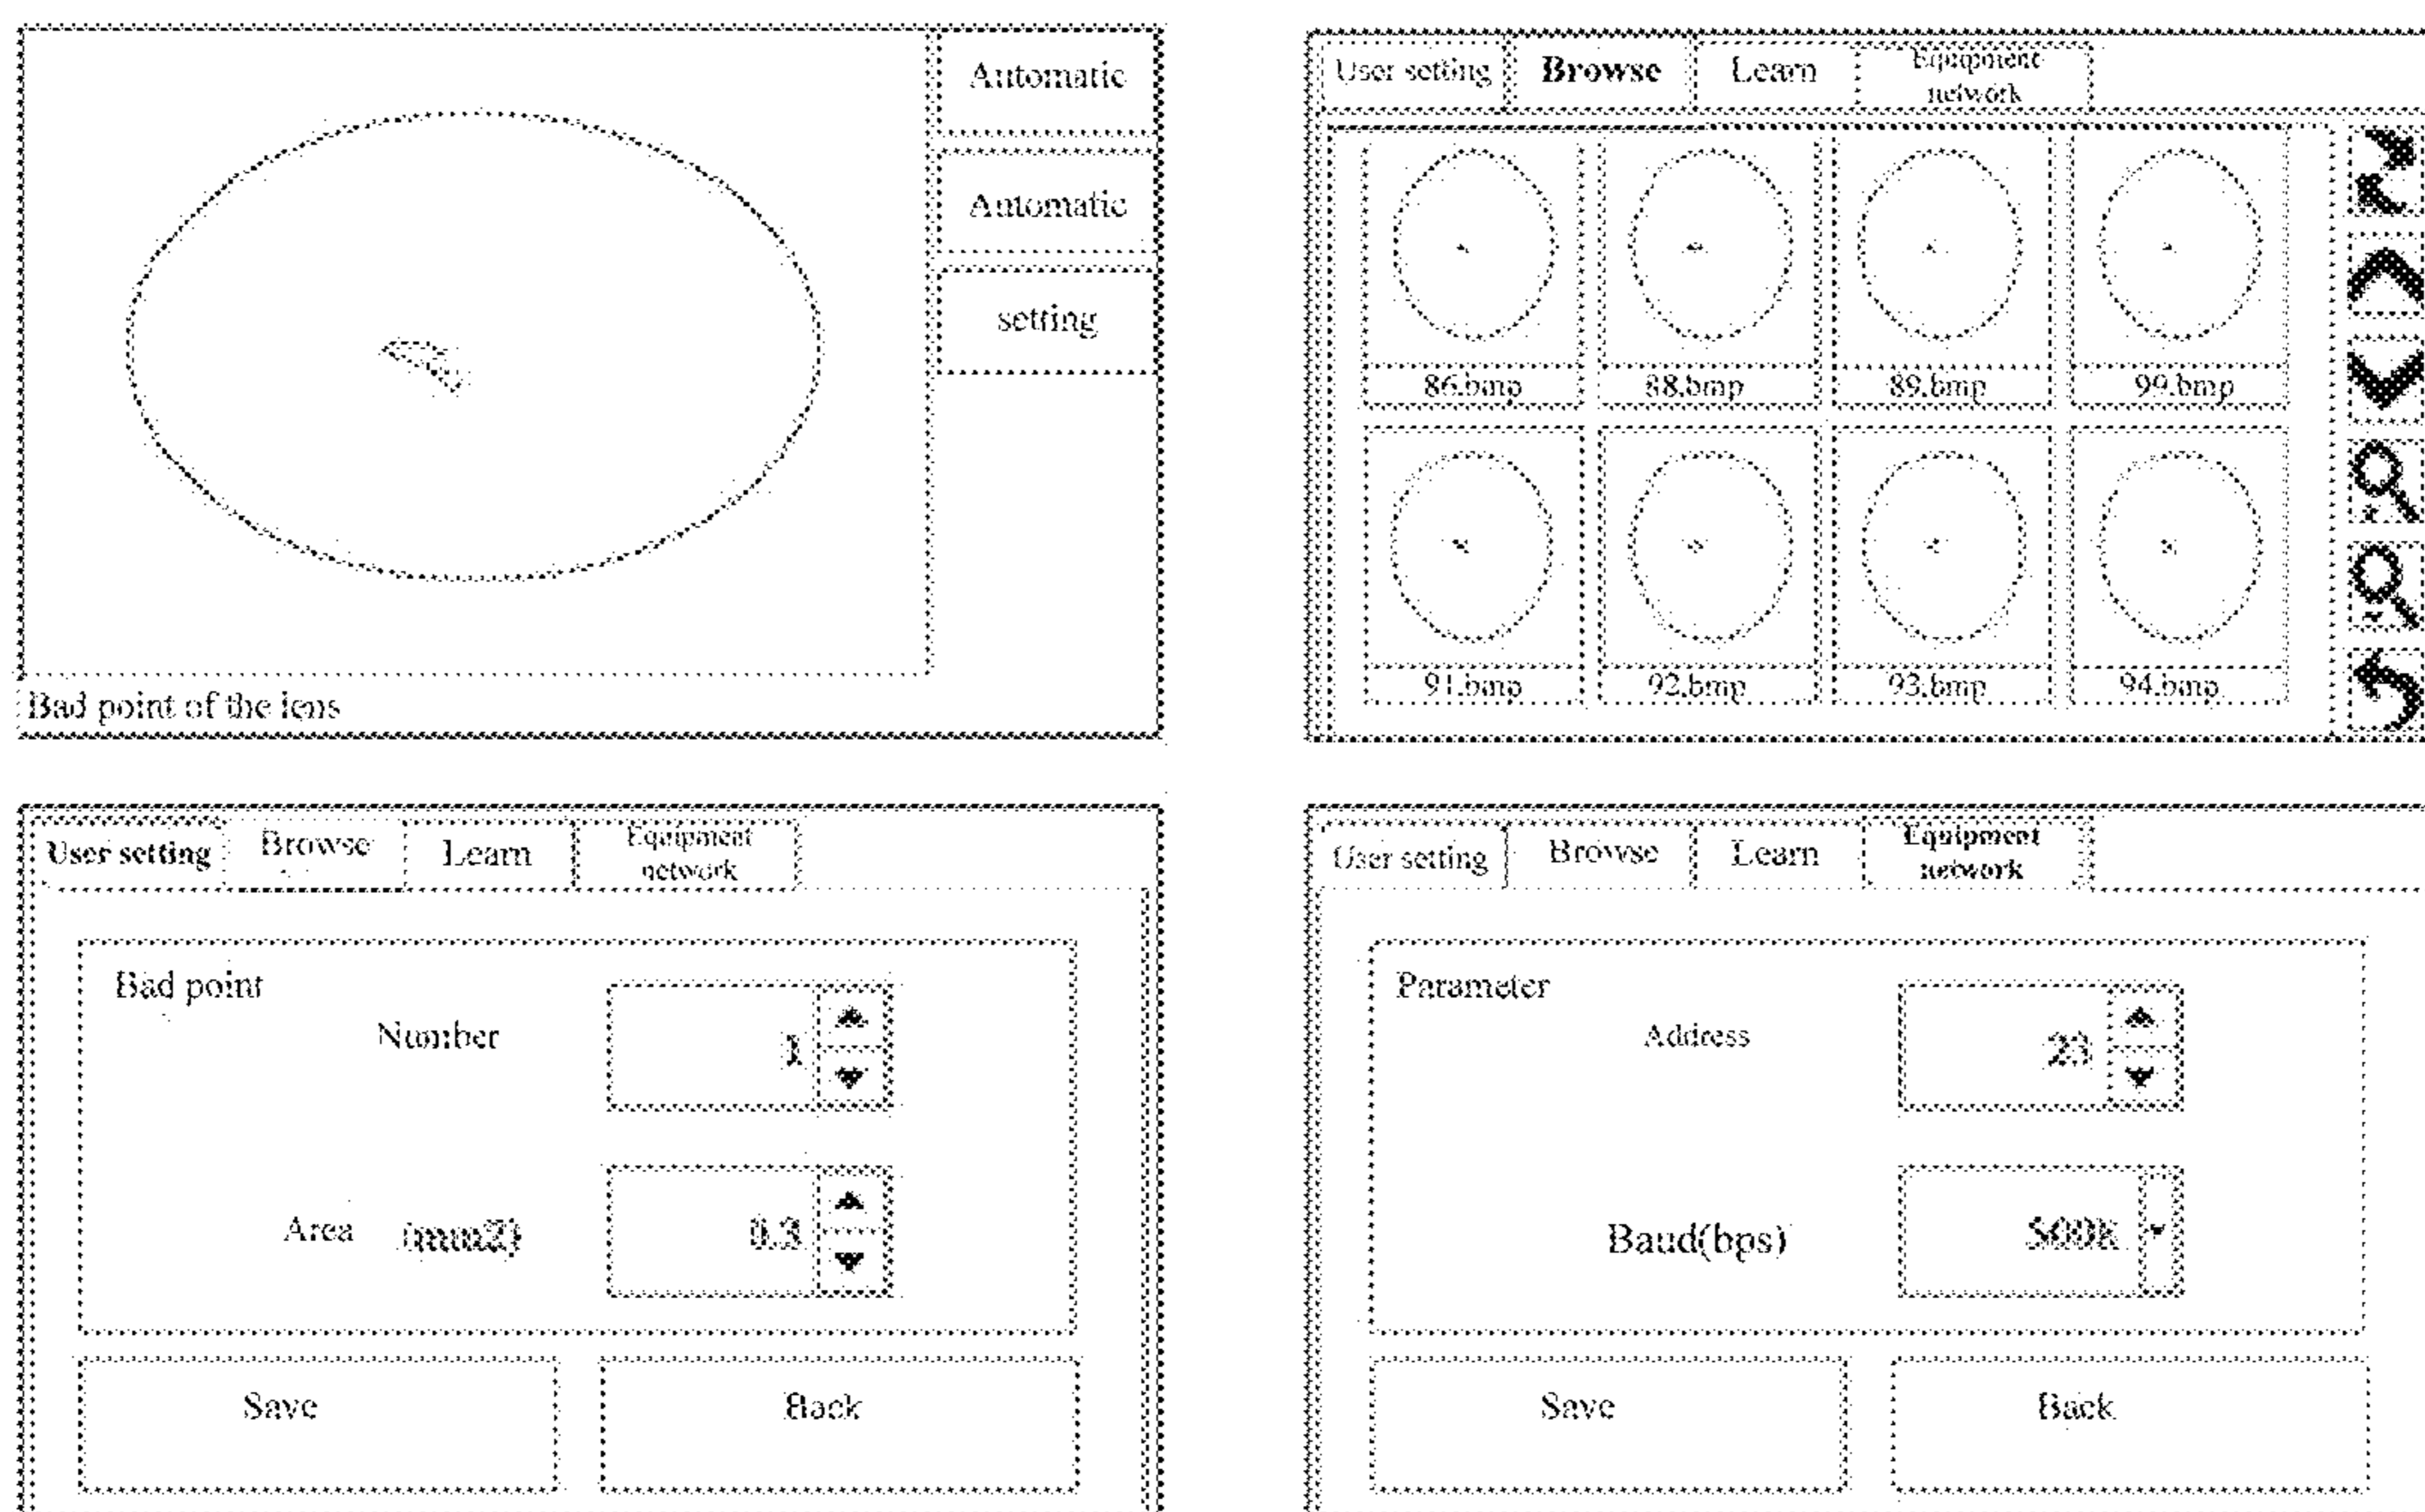 Automatic
Automatic
setting
Bad point of the lens
User setting Browse Learn Equipment network
86.bmp 88.bmp 89.bmp 99.bmp
91.bmp 92.bmp 93.bmp 94.bmp
User setting Browse Learn Equipment network
Bad point
Number 1
Area (mm2) 0.3
Save Back
User setting Browse Learn Equipment network
Parameter
Address 23
Baud(bps) 500K
Save Back